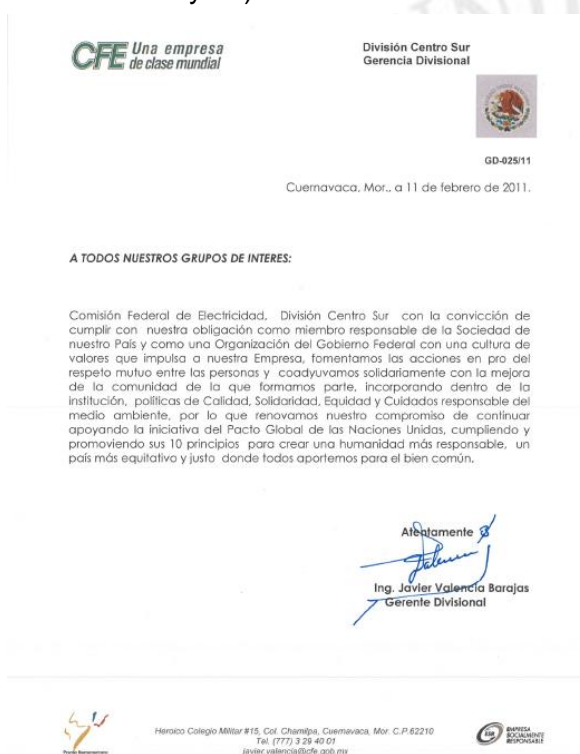 CFE Una empresa
de clase mundial
División Centro Sur
Gerencia Divisional
GD-025/11
Cuernavaca, Mor.. a 11 de febrero de 2011.
A TODOS NUESTROS GRUPOS DE INTERES:
Comisión Federal de Electricidad, División Centro Sur con la convicción de
cumplir con nuestra obligación como miembro responsable de la Sociedad de
nuestro País y como una Organización del Gobierno Federal con una cultura de
valores que impulsa a nuestra Empresa, fomentamos las acciones en pro del
respeto mutuo entre las personas y coadyuvamos solidariamente con la mejora
de la comunidad de la que formamos parte, incorporando dentro de la
institución, políticas de Calidad, Solidaridad, Equidad y Cuidados responsable del
medio ambiente, por lo que renovamos nuestro compromiso de continuar
apoyando la iniciativa del Pacto Global de las Naciones Unidas, cumpliendo y
promoviendo sus 10 principios para crear una humanidad más responsable, un
país más equitativo y justo donde todos aportemos para el bien común.
Atentamente
Ing. Javier Valencia Barajas
Gerente Divisional
Heroico Colegio Militar #15, Col. Chamilpa, Cuernavaca, Mor. C.P.62210
Tel. (777) 3 29 40 01
javier.valencia@cfe.gob.mx
EMPRESA
SOCIALMENTE
RESPONSABLE